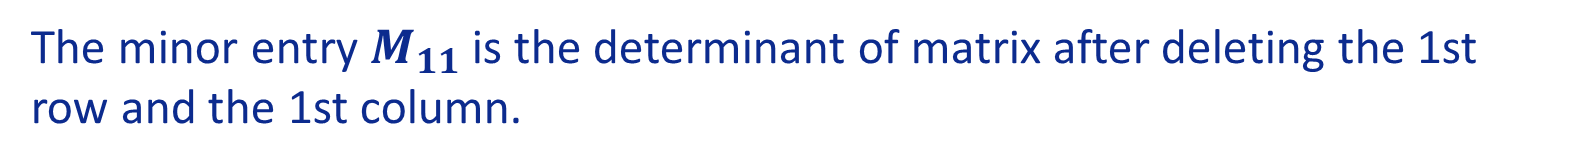 The minor entry M₁₁ is the determinant of matrix after deleting the 1st
row and the 1st column.